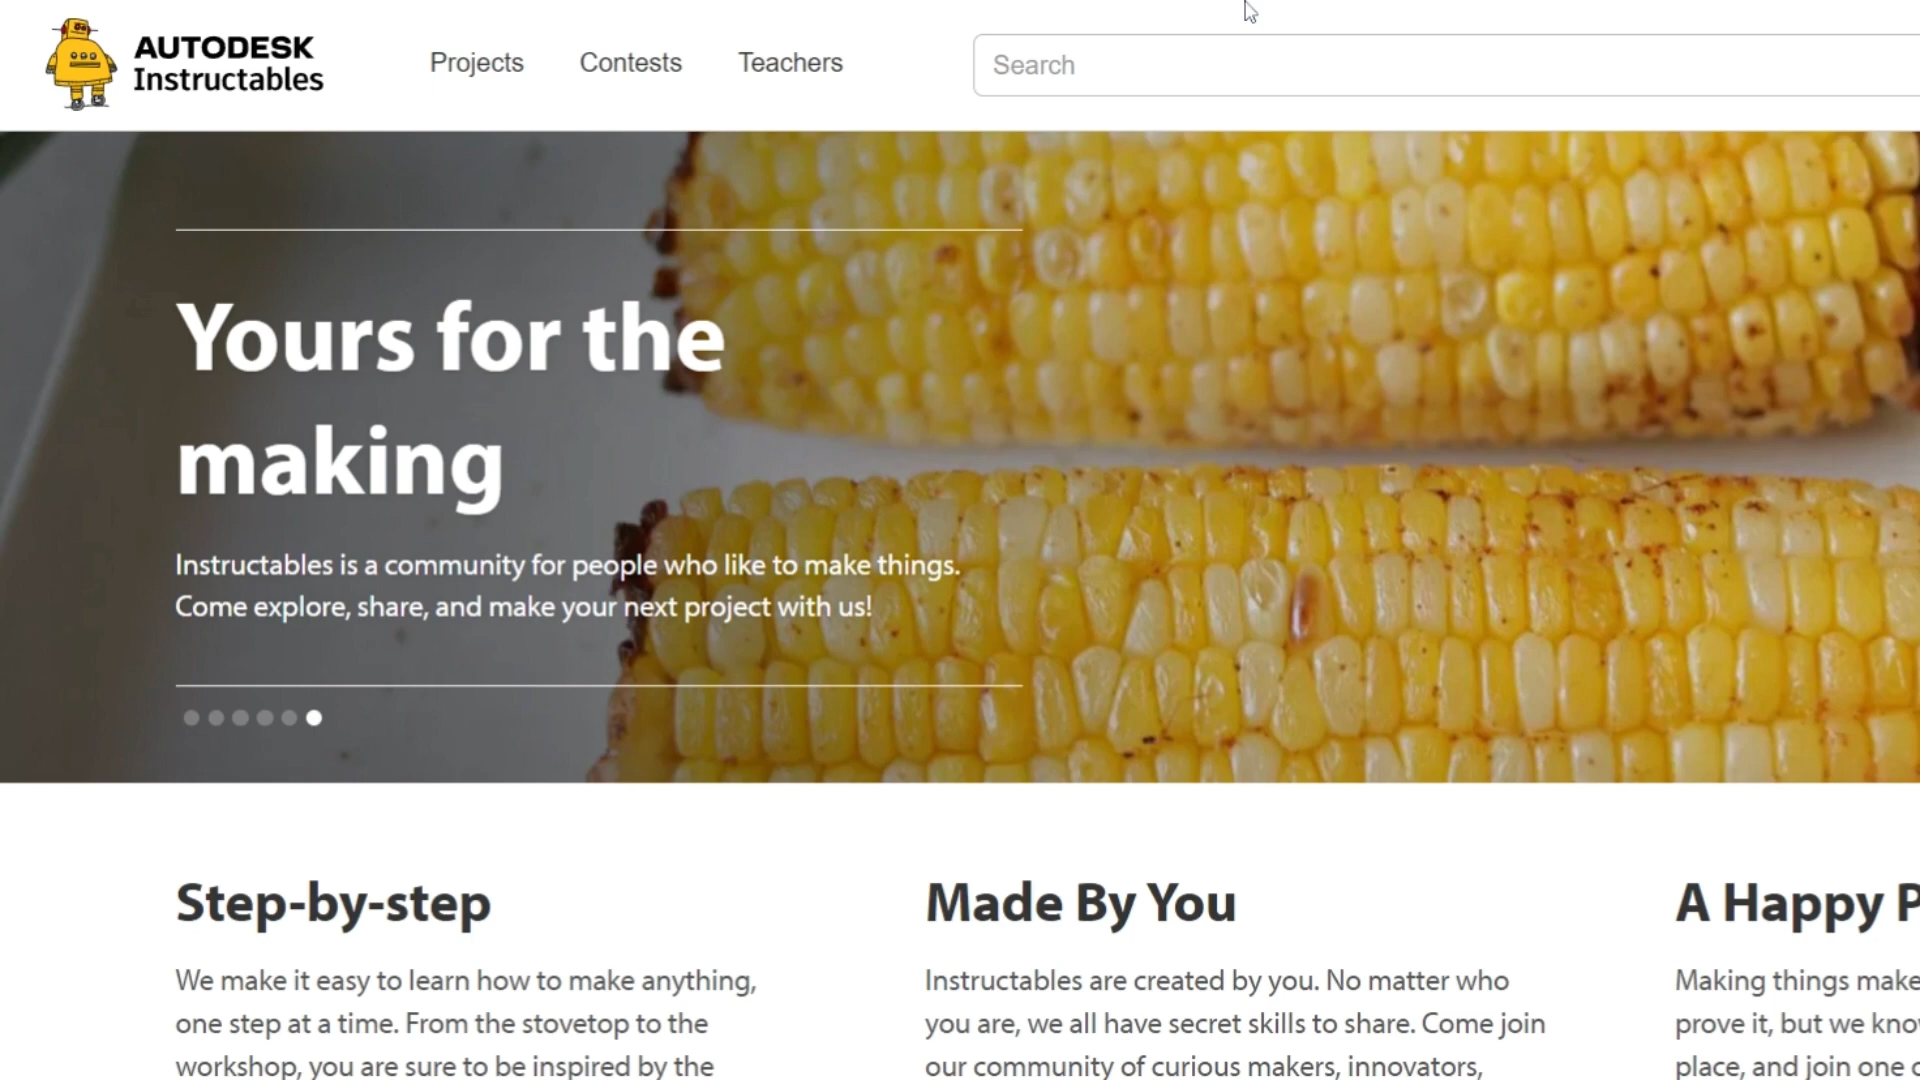 AUTODESK
Instructables
Projects
Contests
Teachers
Search
Yours for the
making
Instructables is a community for people who like to make things.
Come explore, share, and make your next project with us!
Step-by-step
We make it easy to learn how to make anything,
one step at a time. From the stovetop to the
workshop, you are sure to be inspired by the
Made By You
Instructables are created by you. No matter who
you are, we all have secret skills to share. Come join
our community of curious makers, innovators,
A Happy P
Making things make
prove it, but we know
place, and join one o